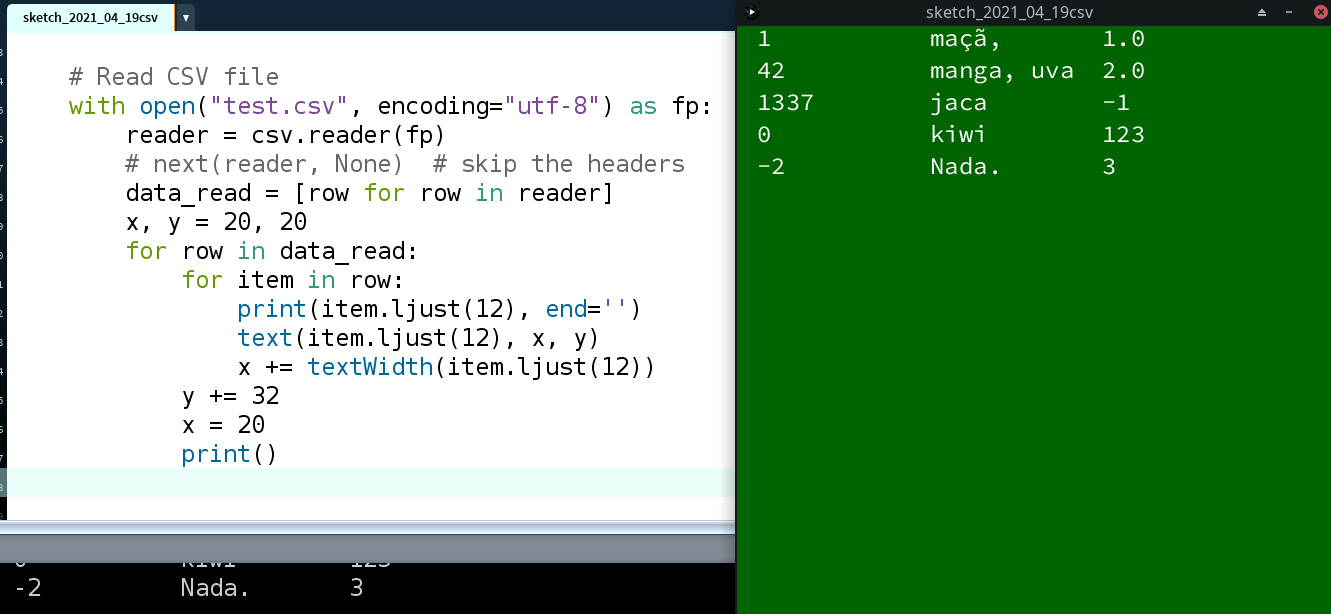 sketch_2021_04_19csv
# Read CSV file
with open("test.csv", encoding="utf-8") as fp:
reader = csv.reader(fp)
# next(reader, None)  # skip the headers
data_read = [row for row in reader]
x, y = 20, 20
for row in data_read:
for item in row:
print(item.ljust(12), end='')
text(item.ljust(12), x, y)
x += textWidth(item.ljust(12))
y += 32
x = 20
print()
-2 Nada. 3
sketch_2021_04_19csv
1 maçã, 1.0
42 manga, uva 2.0
1337 jaca -1
0 kiwi 123
-2 Nada. 3